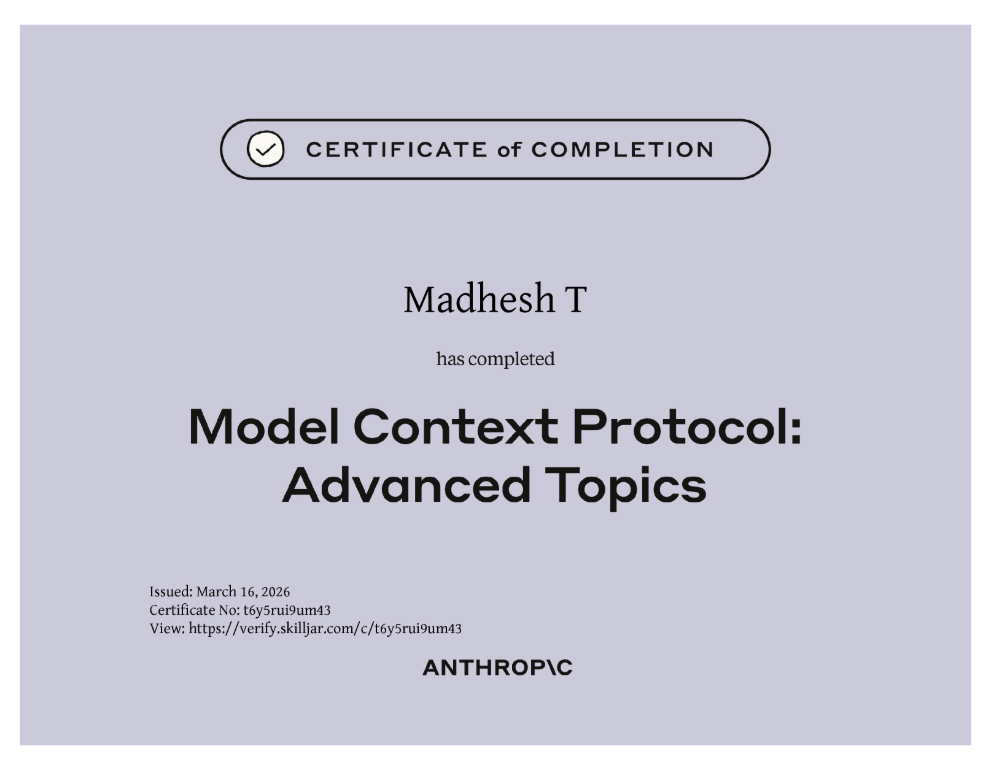 CERTIFICATE of COMPLETION
Madhesh T
has completed
Model Context Protocol:
Advanced Topics
Issued: March 16, 2026
Certificate No: t6y5rui9um43
View: https://verify.skilljar.com/c/t6y5rui9um43
ANTHROP\C